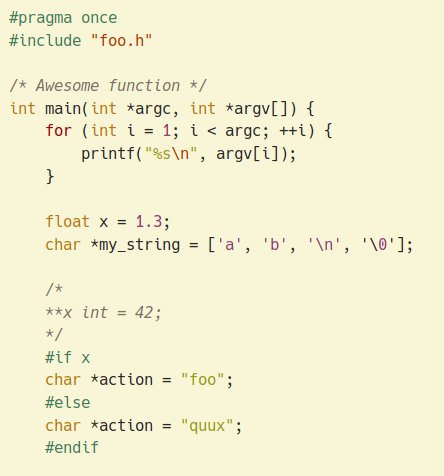 #pragma once
#include "foo.h"

/* Awesome function */
int main(int *argc, int *argv[]) {
    for (int i = 1; i < argc; ++i) {
        printf("%s\n", argv[i]);
    }

    float x = 1.3;
    char *my_string = ['a', 'b', '\n', '\0'];

    /*
    **x int = 42;
    */
    #if x
    char *action = "foo";
    #else
    char *action = "quux";
    #endif